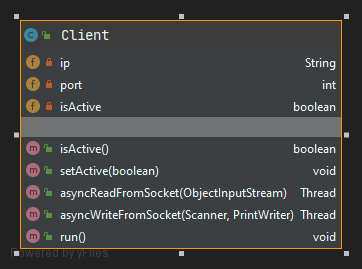 Client
ip String
port int
isActive boolean
isActive() boolean
setActive(boolean) void
asyncReadFromSocket(ObjectInputStream) Thread
asyncWriteFromSocket(Scanner, PrintWriter) Thread
run() void
Powered by yFiles